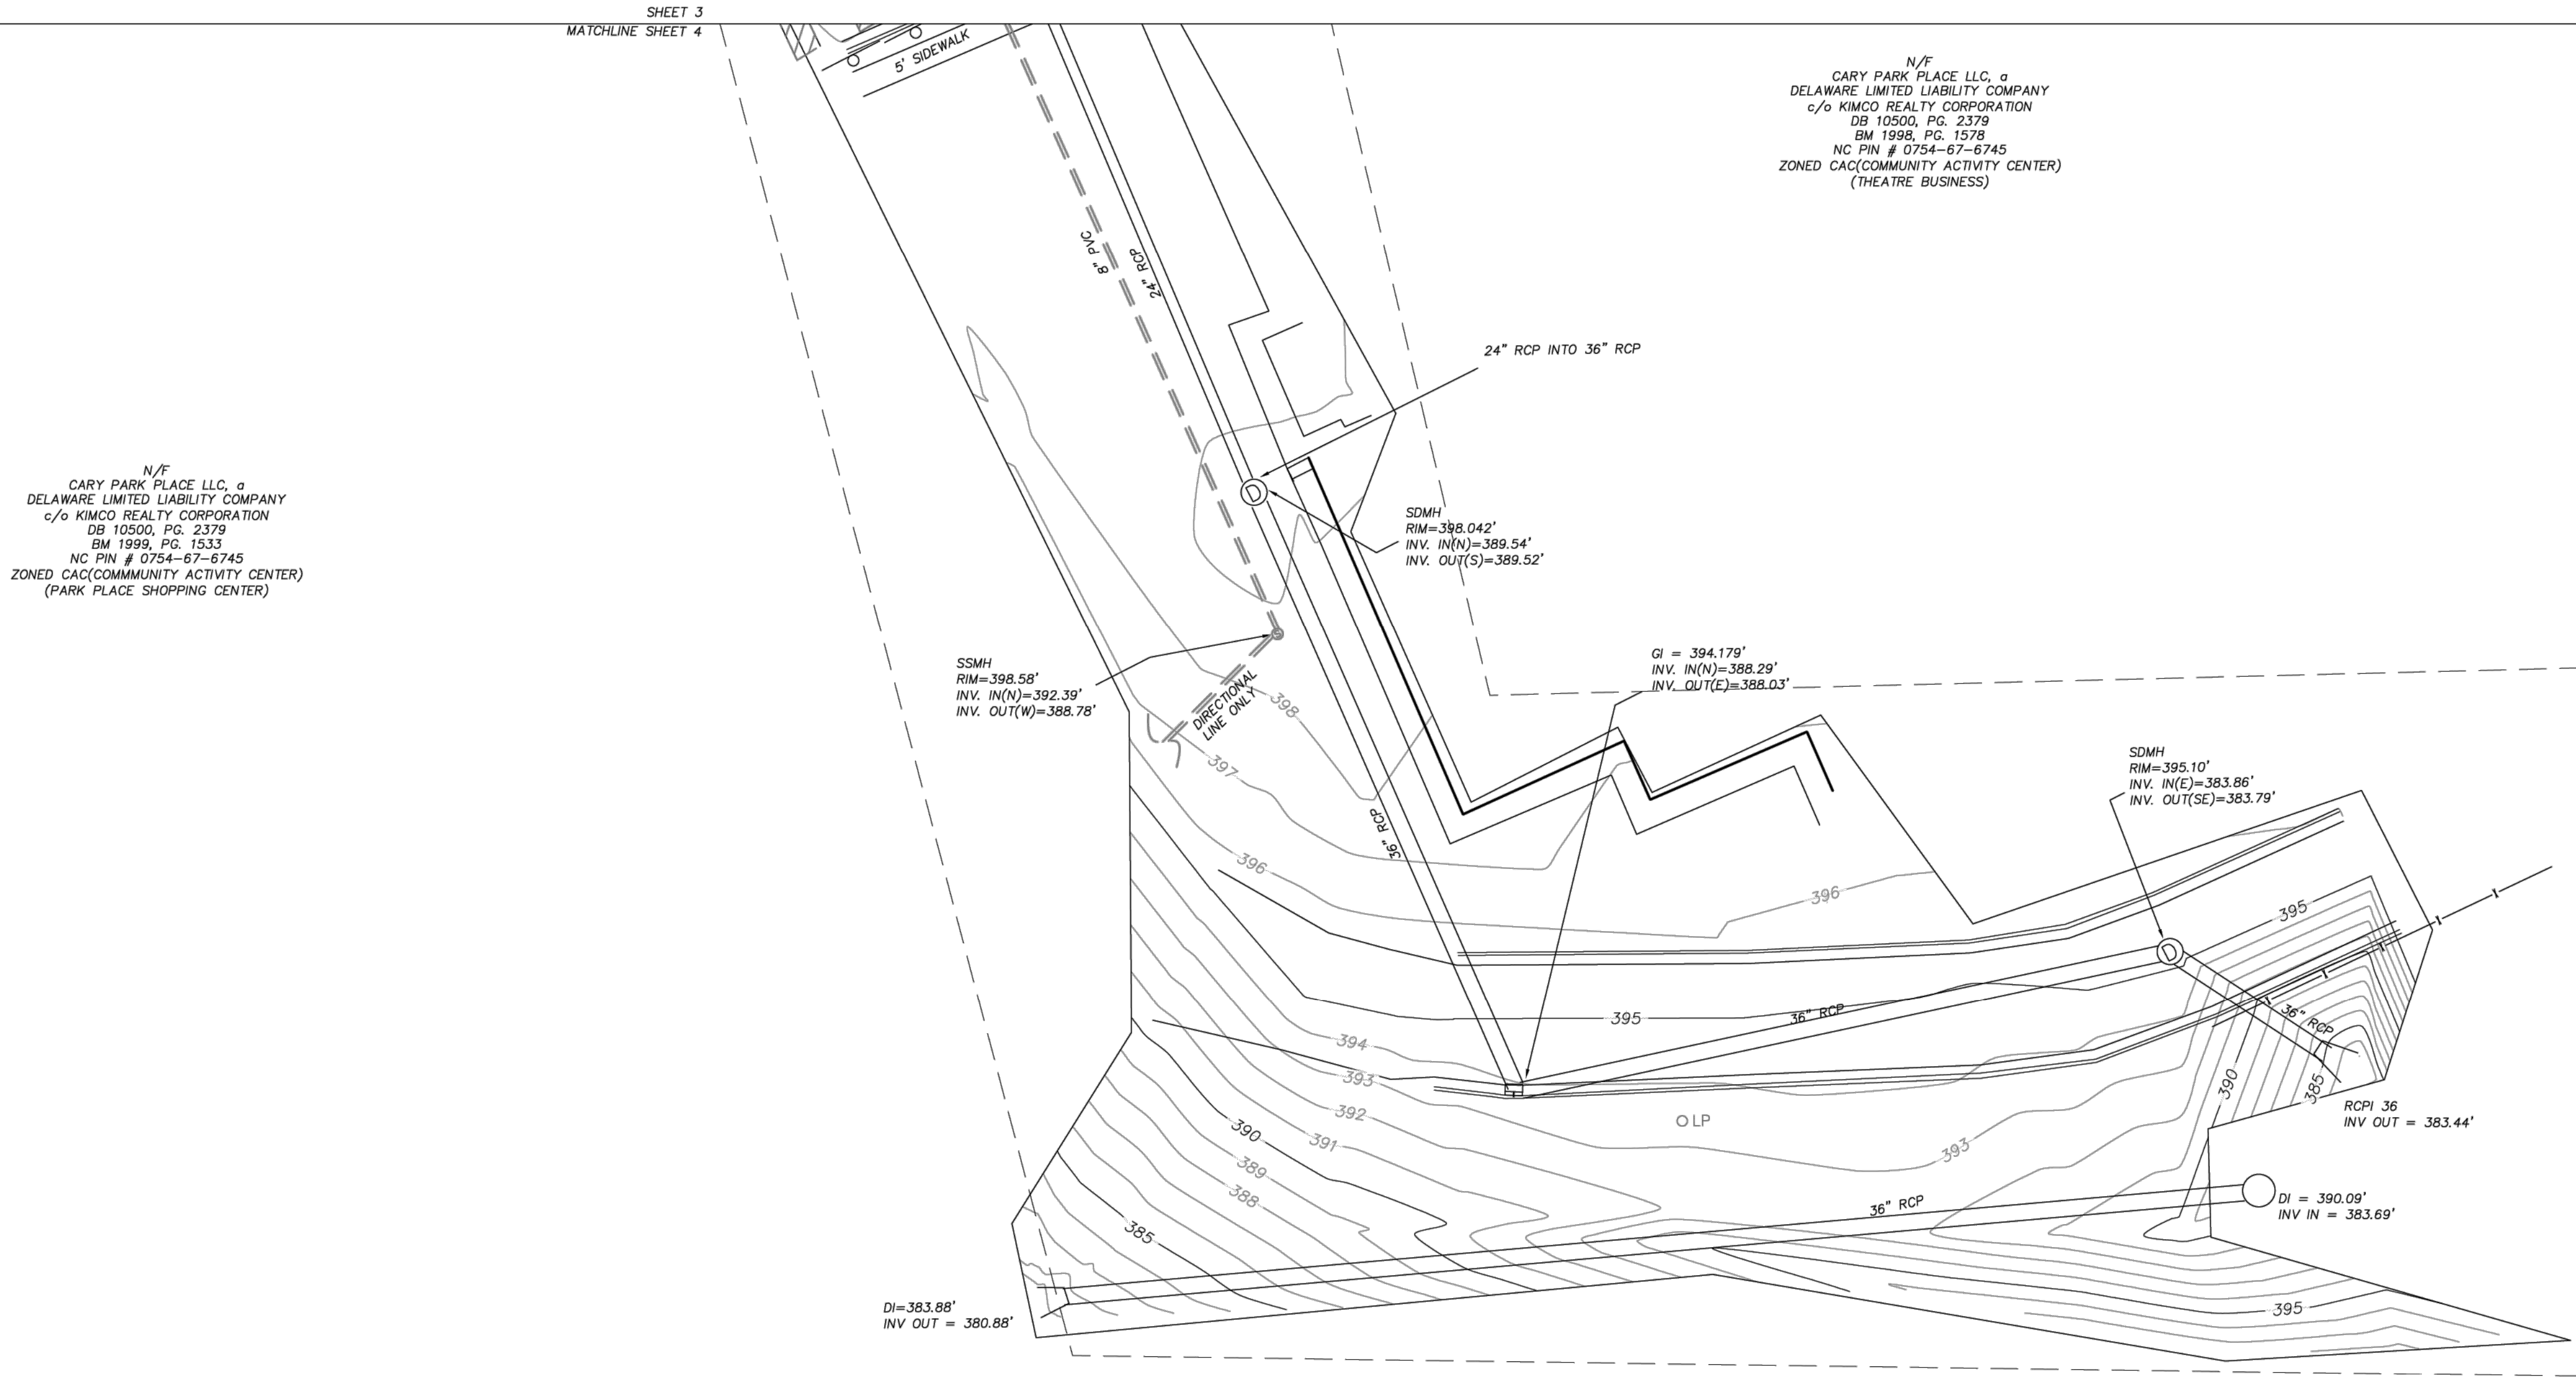 SHEET 3
MATCHLINE SHEET 4
5' SIDEWALK
N/F
CARY PARK PLACE LLC, a
DELAWARE LIMITED LIABILITY COMPANY
c/o KIMCO REALTY CORPORATION
DB 10500, PG. 2379
BM 1998, PG. 1578
NC PIN # 0754-67-6745
ZONED CAC(COMMUNITY ACTIVITY CENTER)
(THEATRE BUSINESS)
8" PVC
24" RCP
24" RCP INTO 36" RCP
N/F
CARY PARK PLACE LLC, a
DELAWARE LIMITED LIABILITY COMPANY
c/o KIMCO REALTY CORPORATION
DB 10500, PG. 2379
BM 1999, PG. 1533
NC PIN # 0754-67-6745
ZONED CAC(COMMMUNITY ACTIVITY CENTER)
(PARK PLACE SHOPPING CENTER)
D
SDMH
RIM=398.042'
INV. IN(N)=389.54'
INV. OUT(S)=389.52'
S
SSMH
RIM=398.58'
INV. IN(N)=392.39'
INV. OUT(W)=388.78'
DIRECTIONAL
LINE ONLY
398
GI = 394.179'
INV. IN(N)=388.29'
INV. OUT(E)=388.03'
397
SDMH
RIM=395.10'
INV. IN(E)=383.86'
INV. OUT(SE)=383.79'
36" RCP
396
396
395
D
395
36" RCP
36" RCP
394
393
392
391
390
389
388
385
LP
393
390
385
RCPI 36
INV OUT = 383.44'
36" RCP
DI = 390.09'
INV IN = 383.69'
DI=383.88'
INV OUT = 380.88'
395